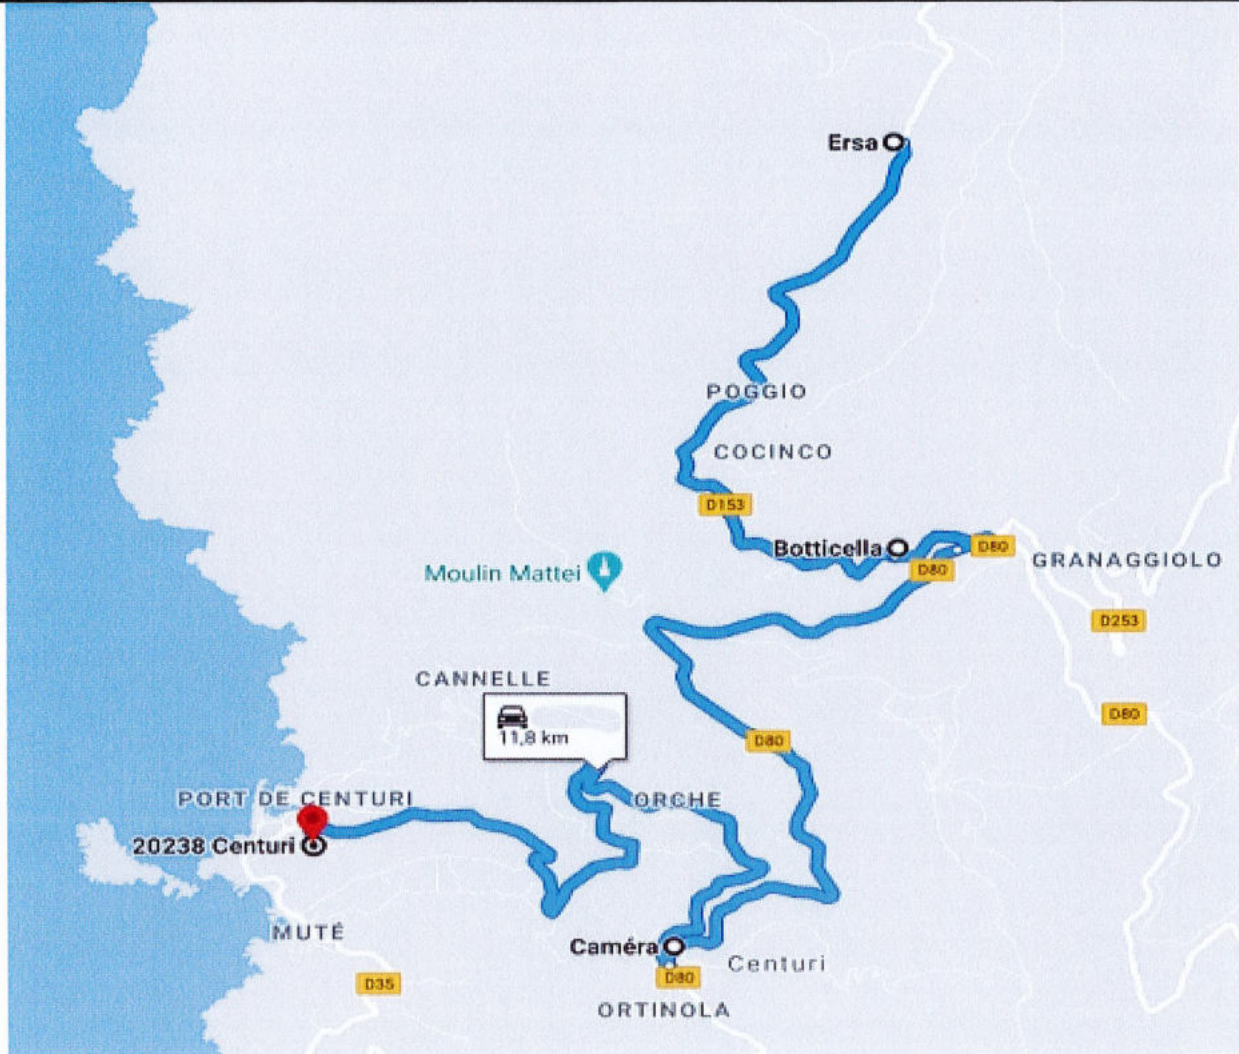 Ersa
POGGIO
COCINCO
D153
Botticella
D80
D80
GRANAGGIOLO
Moulin Mattei
D253
CANNELLE
D80
D80
11,8 km
PORT DE CENTURI
ORCHE
20238 Centuri
MUTÉ
Caméra
Centuri
D35
D80
ORTINOLA